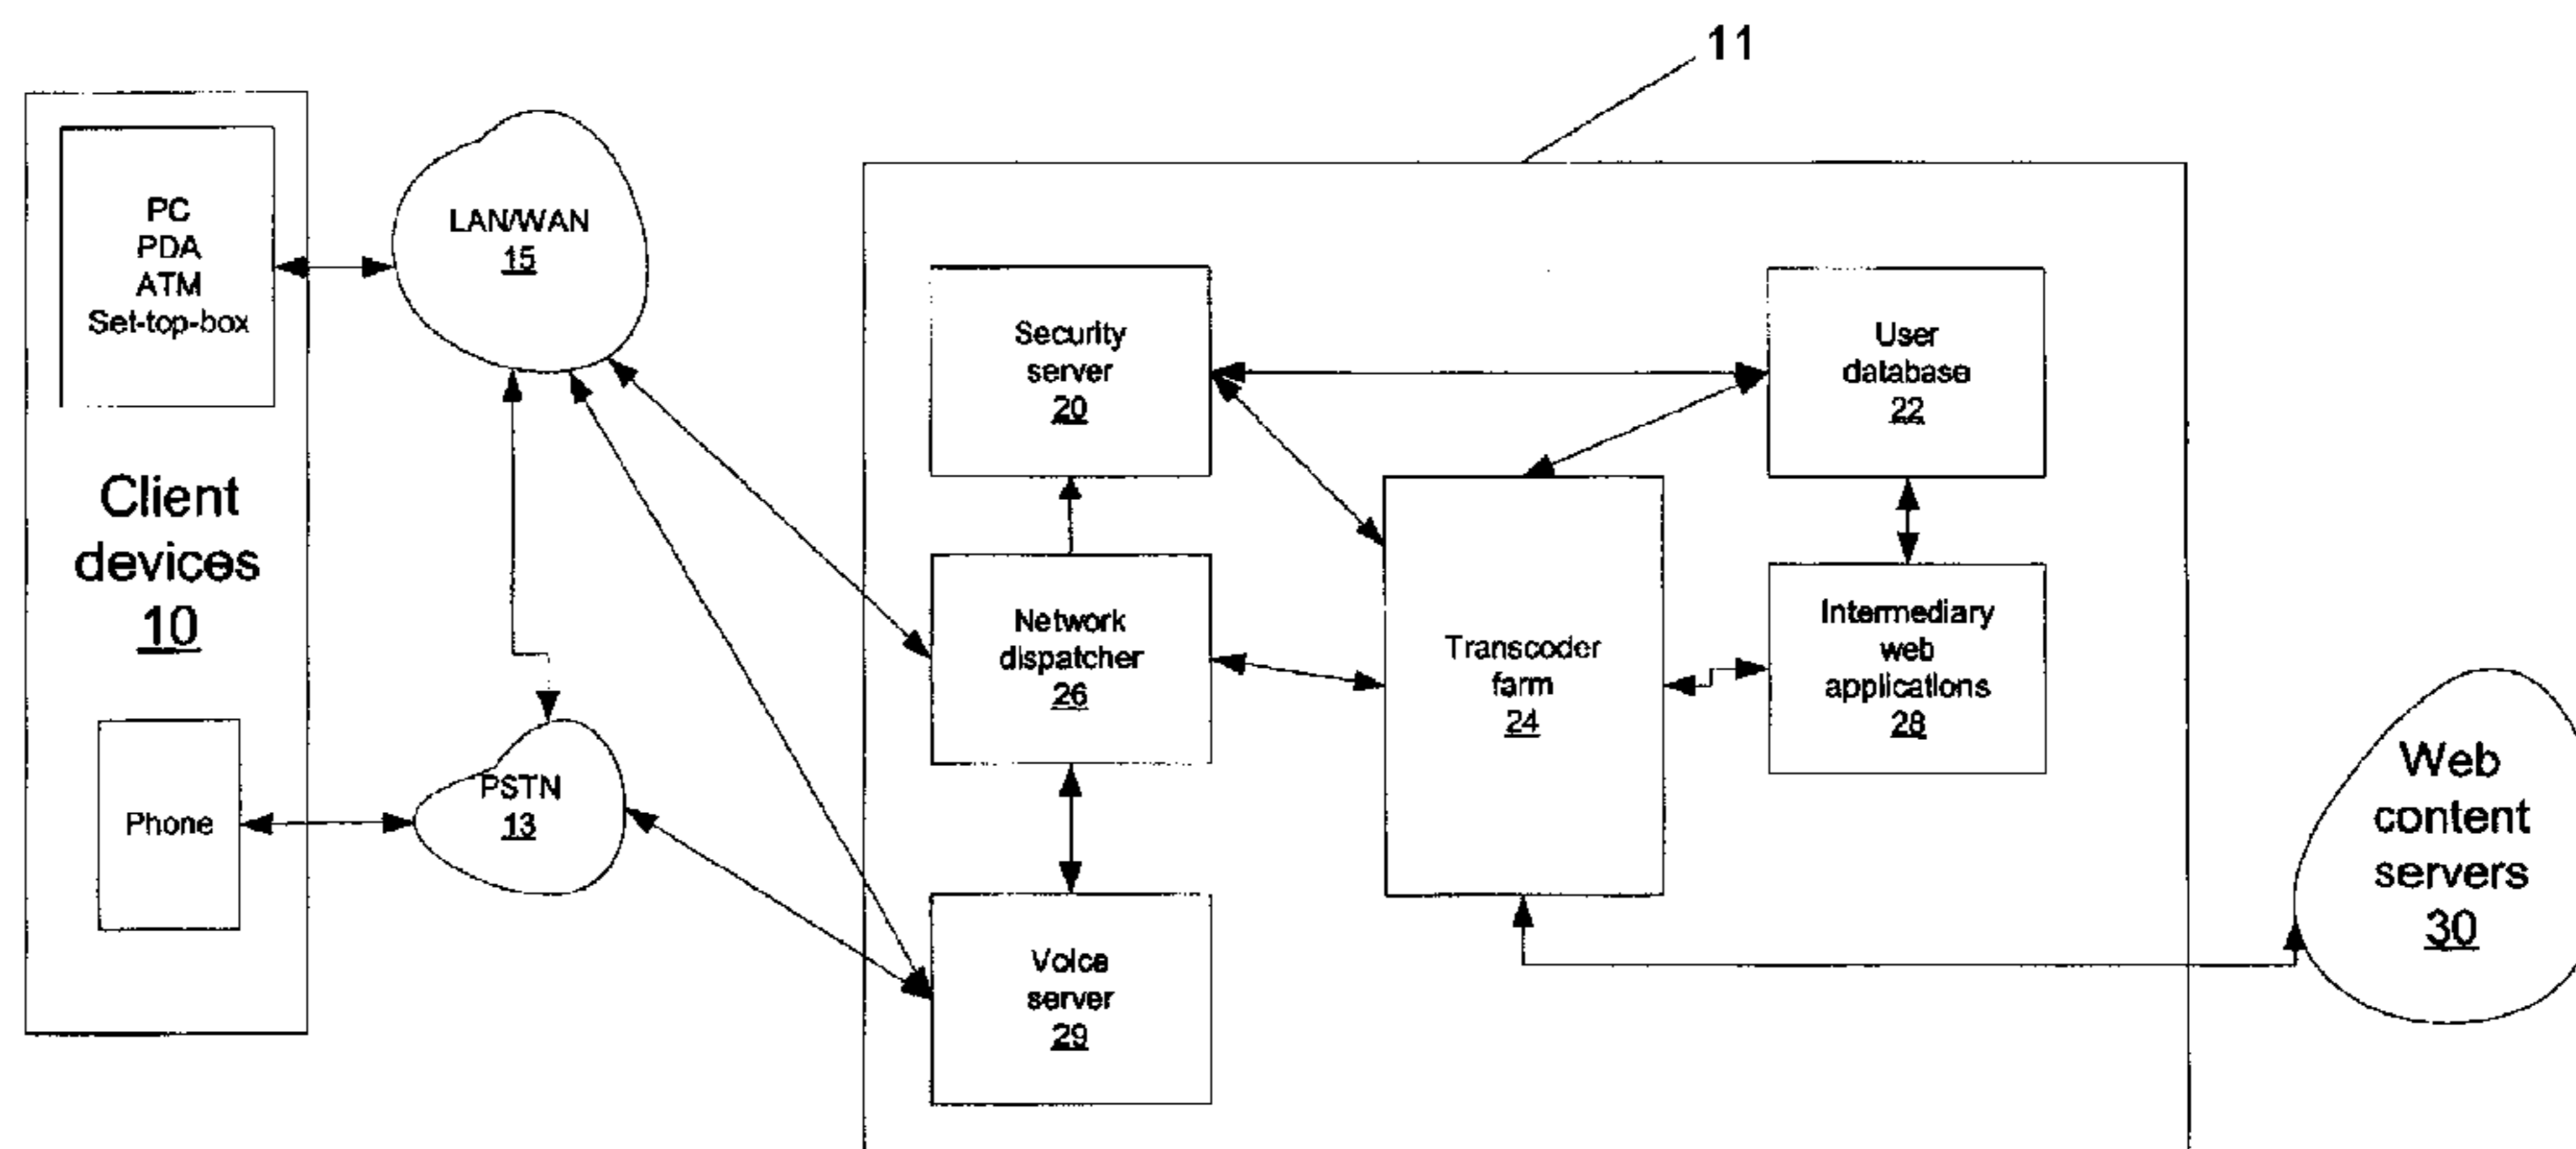 11
PC
PDA
ATM
Set-top-box
Client
devices
10
Phone
LAN/WAN
15
PSTN
13
Security
server
20
User
database
22
Network
dispatcher
26
Transcoder
farm
24
Intermediary
web
applications
28
Voice
server
29
Web
content
servers
30